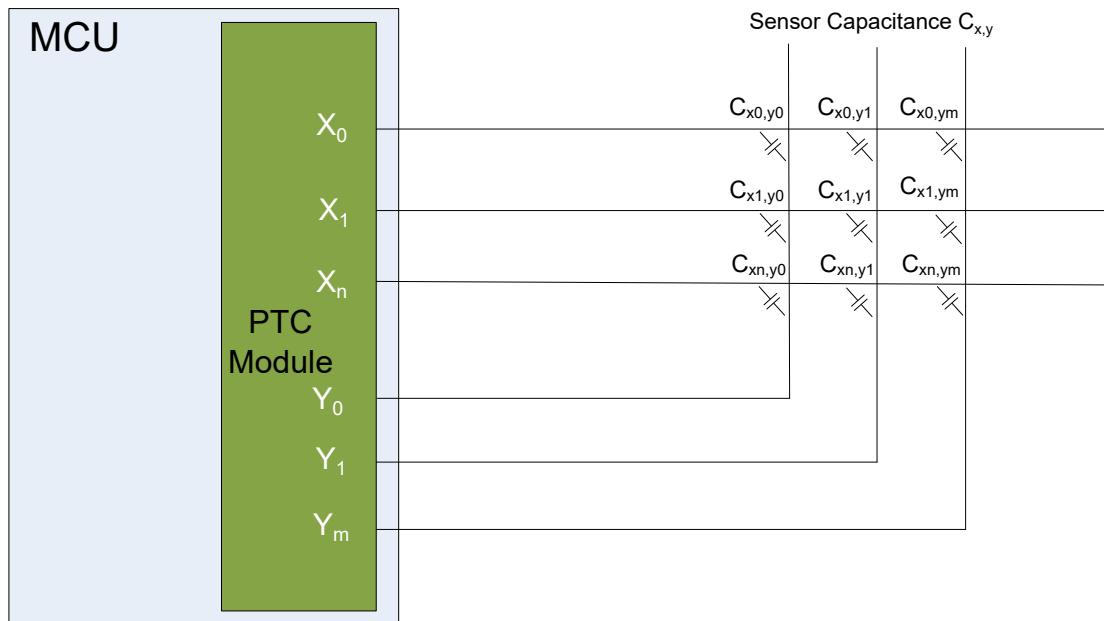 MCU
Sensor Capacitance Cx,y
X0
Cx0,y0 Cx0,y1 Cx0,ym
X1
Cx1,y0 Cx1,y1 Cx1,ym
Xn
Cxn,y0 Cxn,y1 Cxn,ym
PTC
Module
Y0
Y1
Ym